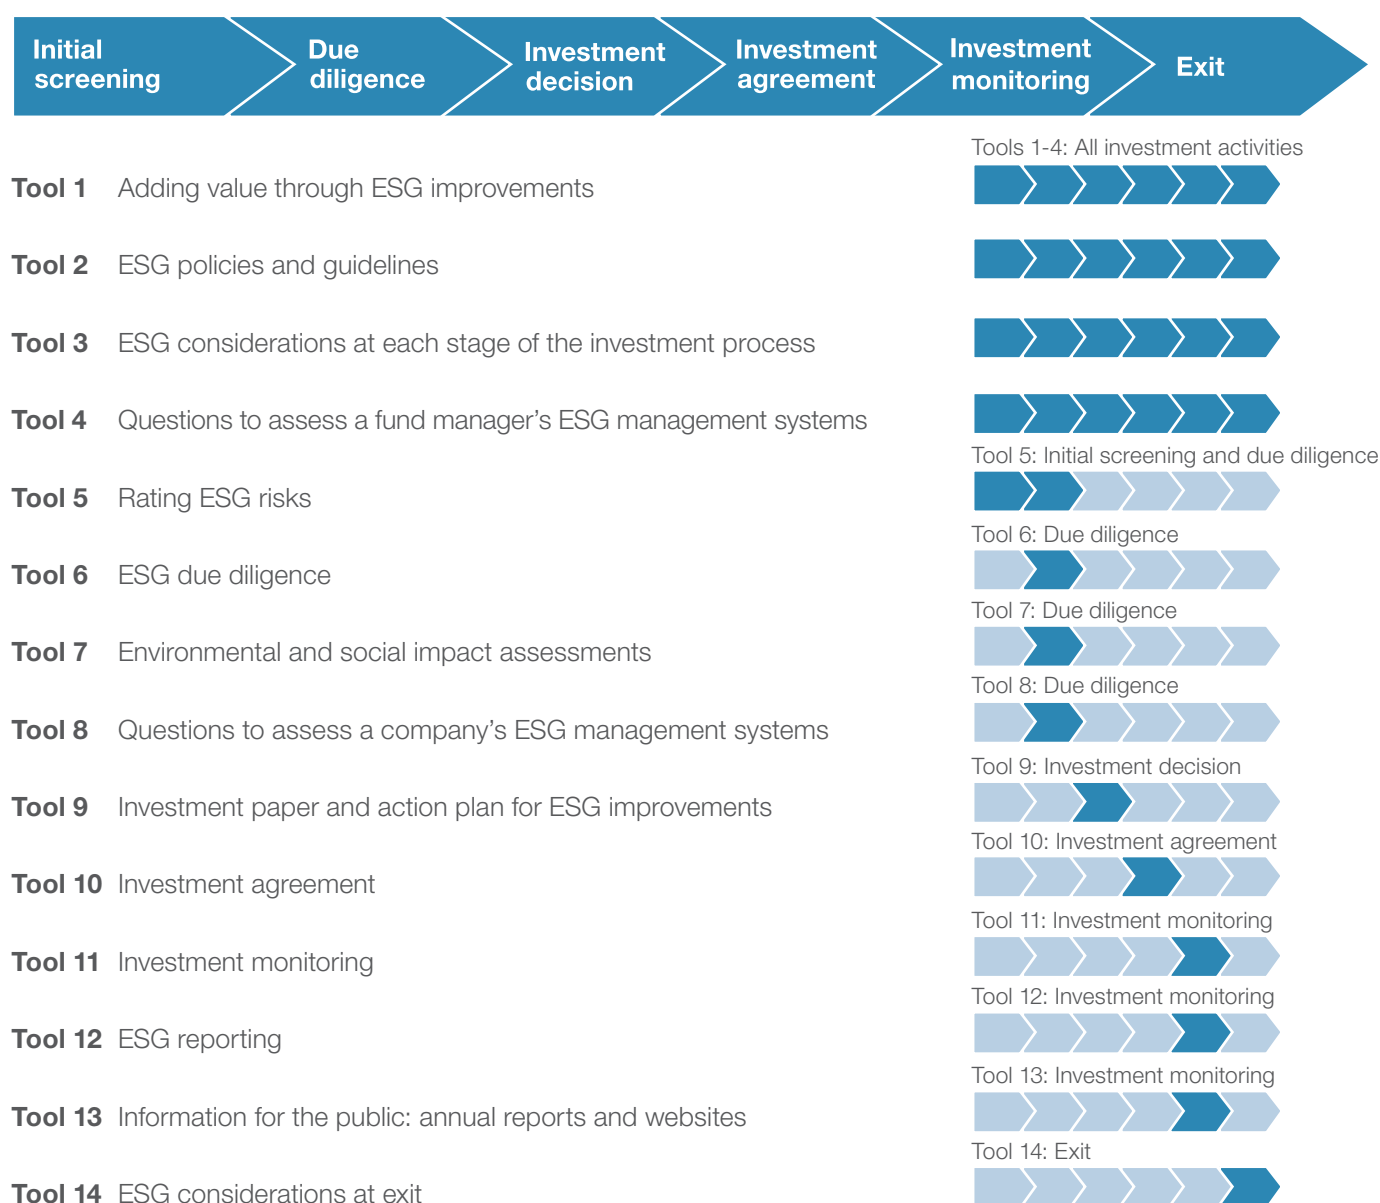 Initial
screening
Due
diligence
Investment
decision
Investment
agreement
Investment
monitoring
Exit
Tools 1-4: All investment activities
Tool 1 Adding value through ESG improvements
Tool 2 ESG policies and guidelines
Tool 3 ESG considerations at each stage of the investment process
Tool 4 Questions to assess a fund manager’s ESG management systems
Tool 5: Initial screening and due diligence
Tool 5 Rating ESG risks
Tool 6: Due diligence
Tool 6 ESG due diligence
Tool 7: Due diligence
Tool 7 Environmental and social impact assessments
Tool 8: Due diligence
Tool 8 Questions to assess a company’s ESG management systems
Tool 9: Investment decision
Tool 9 Investment paper and action plan for ESG improvements
Tool 10: Investment agreement
Tool 10 Investment agreement
Tool 11: Investment monitoring
Tool 11 Investment monitoring
Tool 12: Investment monitoring
Tool 12 ESG reporting
Tool 13: Investment monitoring
Tool 13 Information for the public: annual reports and websites
Tool 14: Exit
Tool 14 ESG considerations at exit